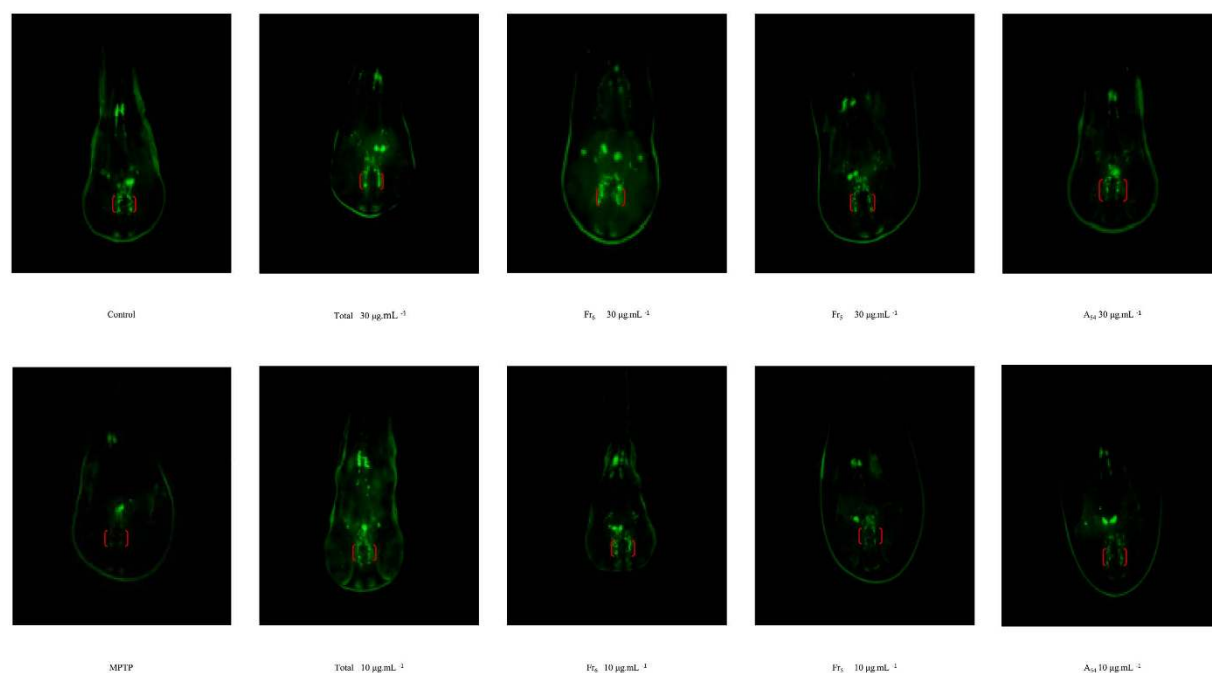 Control
Total 30 μg.mL ⁻¹
Fr₆ 30 μg.mL ⁻¹
Fr₅ 30 μg.mL ⁻¹
A₅₄ 30 μg.mL ⁻¹
MPTP
Total 10 μg.mL ⁻¹
Fr₆ 10 μg.mL ⁻¹
Fr₅ 10 μg.mL ⁻¹
A₅₄ 10 μg.mL ⁻¹